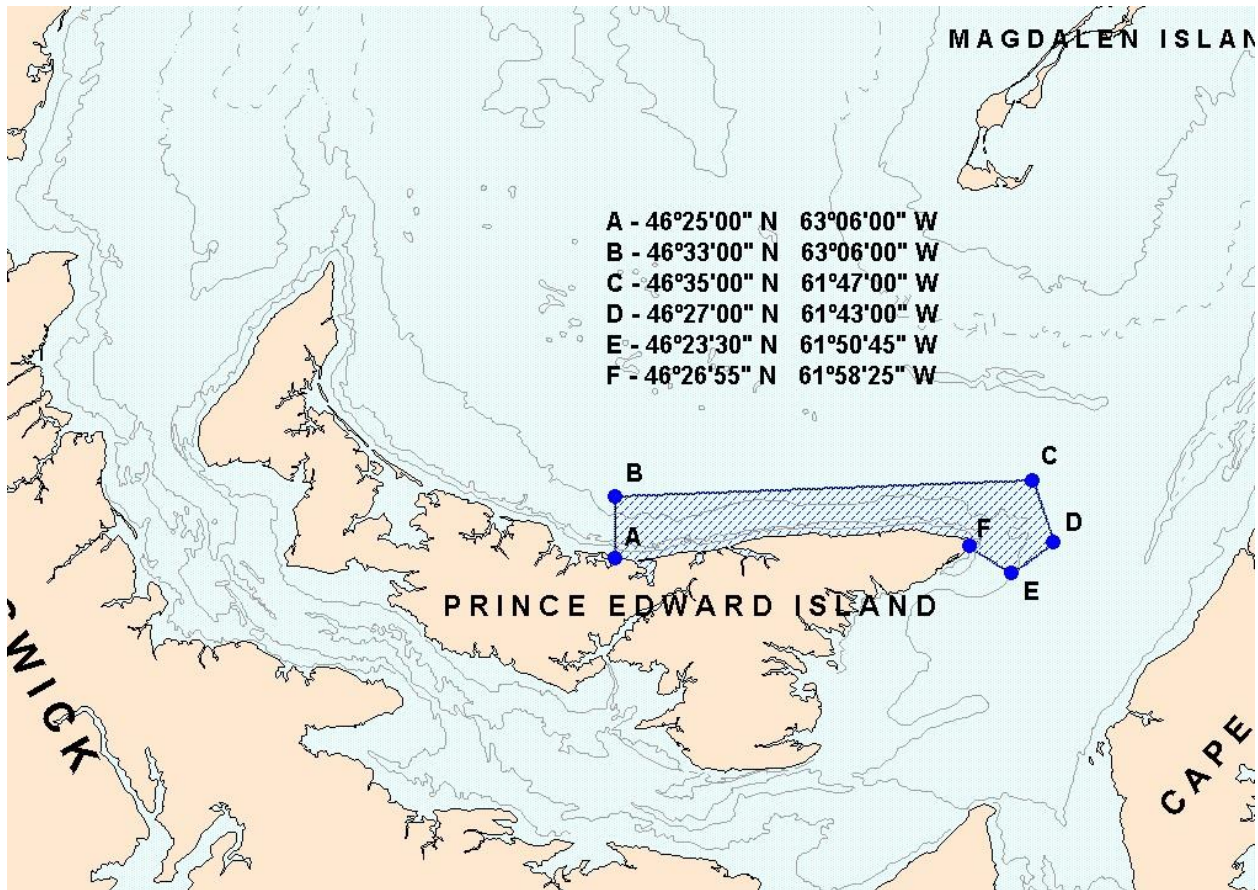 MAGDALEN ISLAN
A - 46º25'00" N 63º06'00" W
B - 46º33'00" N 63º06'00" W
C - 46º35'00" N 61º47'00" W
D - 46º27'00" N 61º43'00" W
E - 46º23'30" N 61º50'45" W
F - 46º26'55" N 61º58'25" W
C
B
D
F
A
E
PRINCE EDWARD ISLAND
SWICK
CAPE